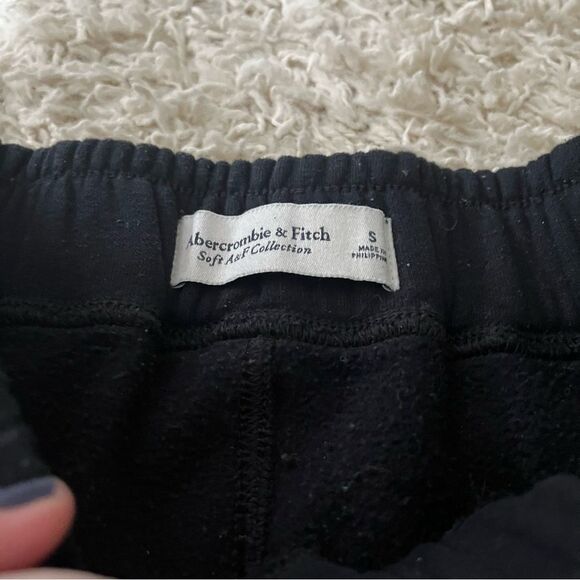 Abercrombie & Fitch
Soft A&F Collection
S
MADE IN
PHILIPPINES